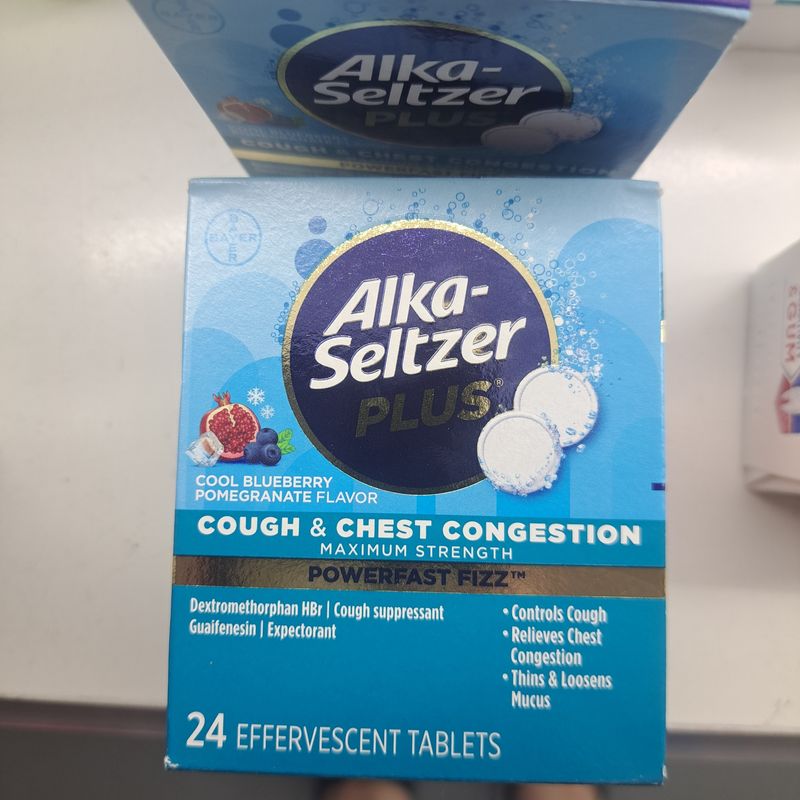 BAYER
Alka-
Seltzer
PLUS
COUGH & CHEST CONGESTION
BAYER
BAYER
Alka-
Seltzer
PLUS®
COOL BLUEBERRY
POMEGRANATE FLAVOR
COUGH & CHEST CONGESTION
MAXIMUM STRENGTH
POWERFAST FIZZ™
Dextromethorphan HBr | Cough suppressant
Guaifenesin | Expectorant
• Controls Cough
• Relieves Chest
Congestion
• Thins & Loosens
Mucus
24 EFFERVESCENT TABLETS
GUM